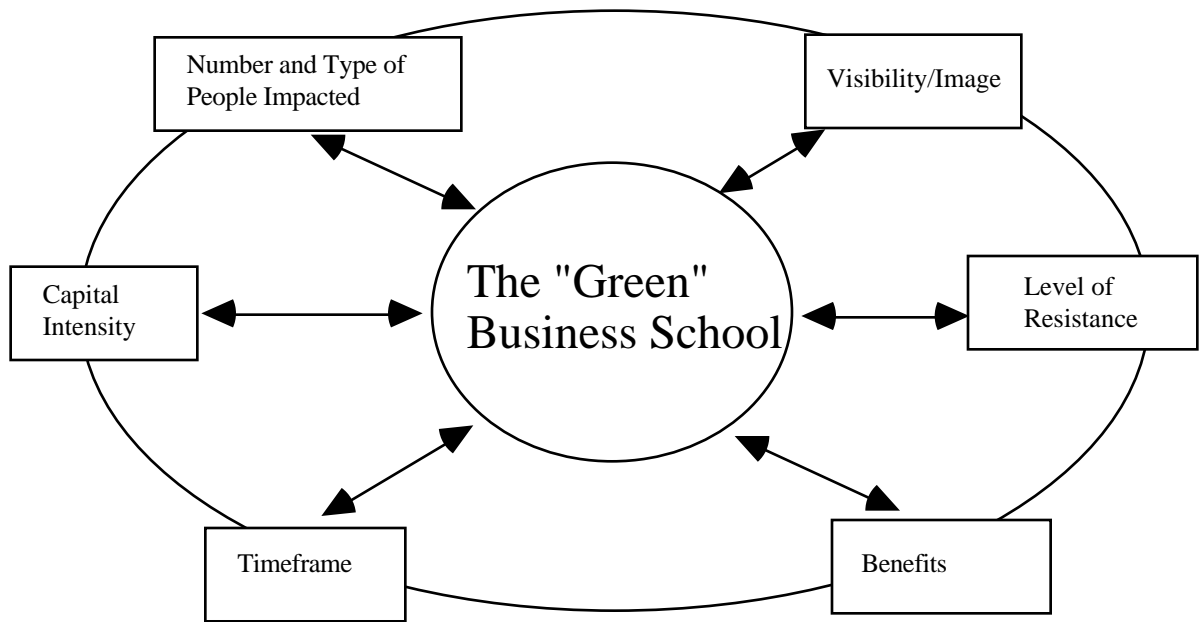 Number and Type of
People Impacted
Visibility/Image
Capital
Intensity
The "Green"
Business School
Level of
Resistance
Timeframe
Benefits